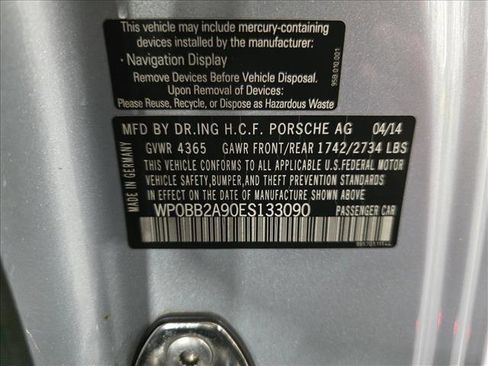 This vehicle may include mercury-containing
devices installed by the manufacturer:
· Navigation Display
Remove Devices Before Vehicle Disposal.
Upon Removal of Devices:
Please Reuse, Recycle, or Dispose as Hazardous Waste
95B.010.001
MFD BY DR.ING H.C.F. PORSCHE AG 04/14
GVWR 4365 GAWR FRONT/REAR 1742/2734 LBS
THIS VEHICLE CONFORMS TO ALL APPLICABLE U.S.FEDERAL MOTOR
VEHICLE SAFETY,BUMPER,AND THEFT PREVENTION STANDARDS
IN EFFECT ON THE DATE OF MANUFACTURE SHOWN ABOVE.
WP0BB2A90ES133090 PASSENGER CAR
MADE IN GERMANY